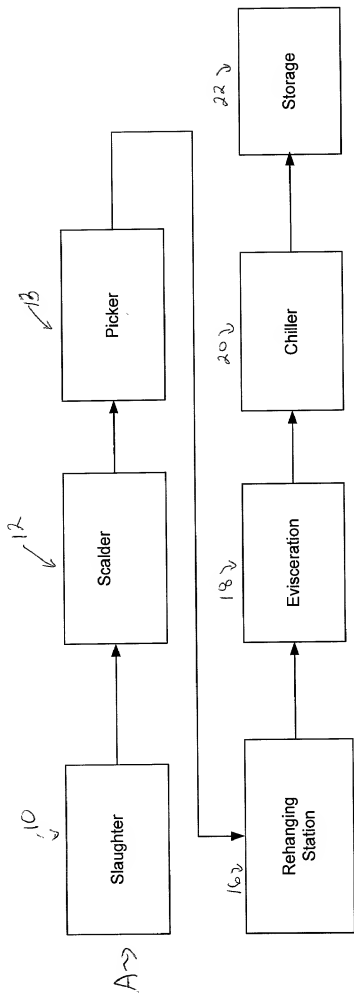 A
10
Slaughter
12
Scalder
13
Picker
16
Rehanging
Station
18
Evisceration
20
Chiller
22
Storage